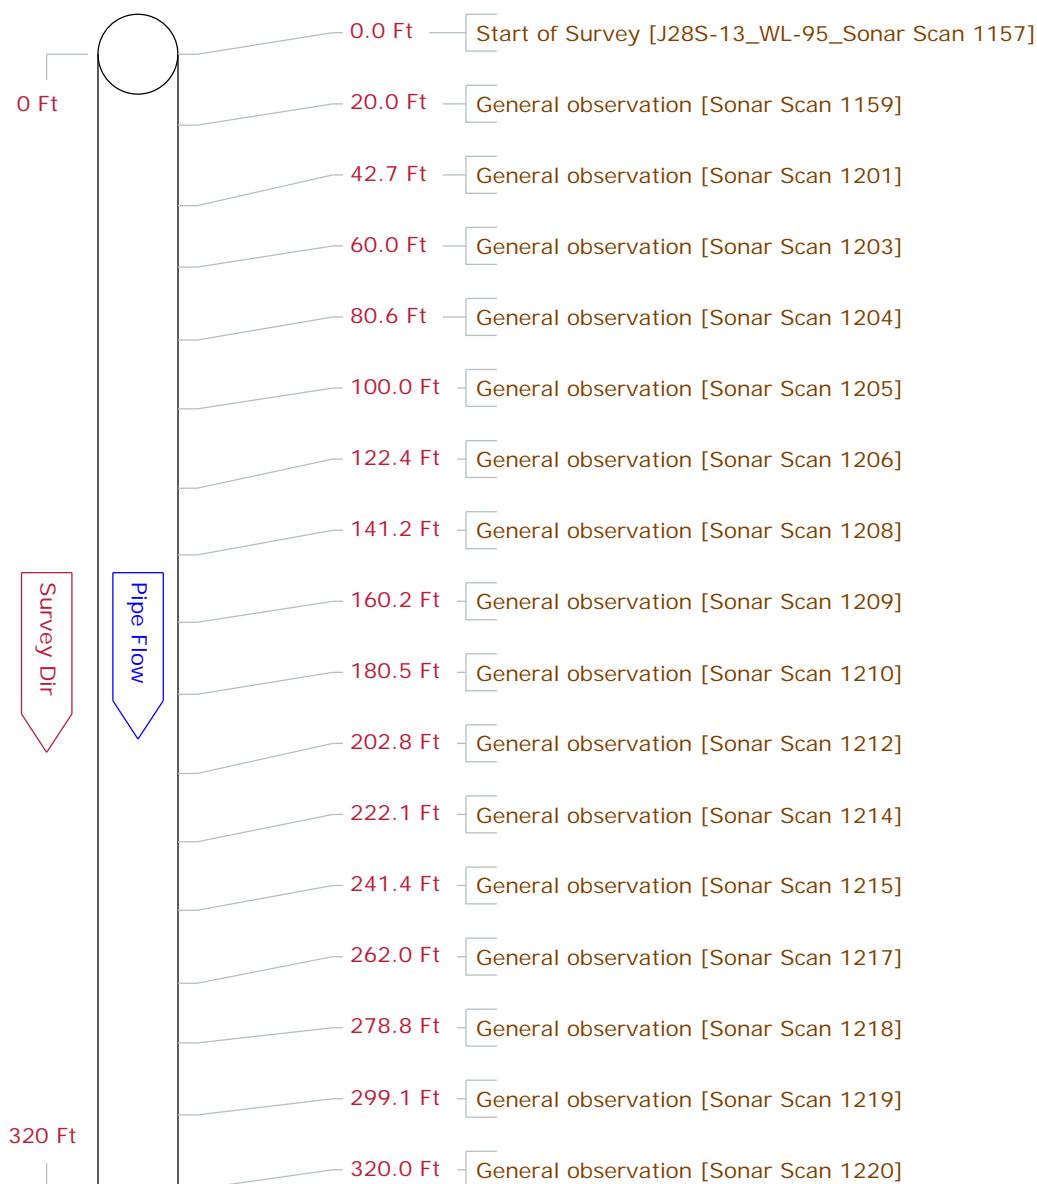 0.0 Ft Start of Survey [J28S-13_WL-95_Sonar Scan 1157]
0 Ft
20.0 Ft General observation [Sonar Scan 1159]
42.7 Ft General observation [Sonar Scan 1201]
60.0 Ft General observation [Sonar Scan 1203]
80.6 Ft General observation [Sonar Scan 1204]
100.0 Ft General observation [Sonar Scan 1205]
122.4 Ft General observation [Sonar Scan 1206]
141.2 Ft General observation [Sonar Scan 1208]
Survey Dir
Pipe Flow
160.2 Ft General observation [Sonar Scan 1209]
180.5 Ft General observation [Sonar Scan 1210]
202.8 Ft General observation [Sonar Scan 1212]
222.1 Ft General observation [Sonar Scan 1214]
241.4 Ft General observation [Sonar Scan 1215]
262.0 Ft General observation [Sonar Scan 1217]
278.8 Ft General observation [Sonar Scan 1218]
299.1 Ft General observation [Sonar Scan 1219]
320 Ft
320.0 Ft General observation [Sonar Scan 1220]